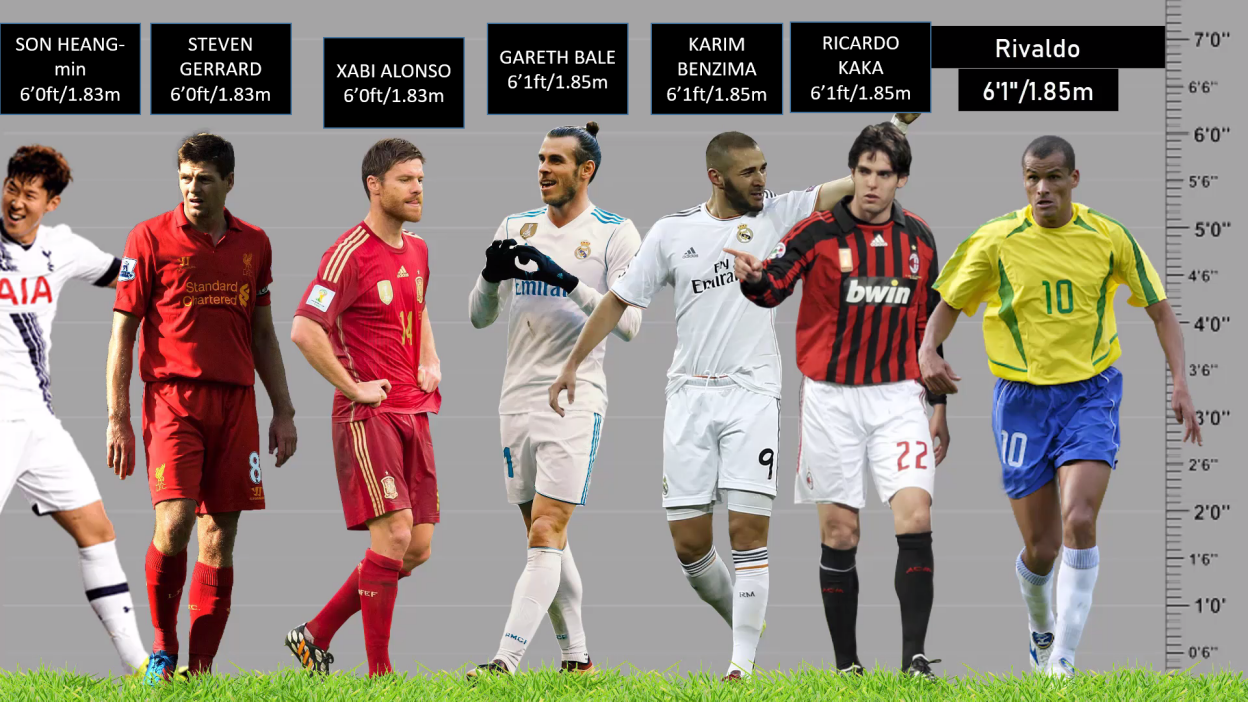 SON HEANG-
min
6’0ft/1.83m
STEVEN
GERRARD
6’0ft/1.83m
XABI ALONSO
6’0ft/1.83m
GARETH BALE
6’1ft/1.85m
KARIM
BENZIMA
6’1ft/1.85m
RICARDO
KAKA
6’1ft/1.85m
Rivaldo
6'1"/1.85m
7'0"
6'6"
6'0"
5'6"
5'0"
4'6"
4'0"
3'6"
3'0"
2'6"
2'0"
1'6"
1'0'
0'6"
AIA
Standard
Chartered
8
14
1
Fly
Emirates
9
bwin
22
10
10